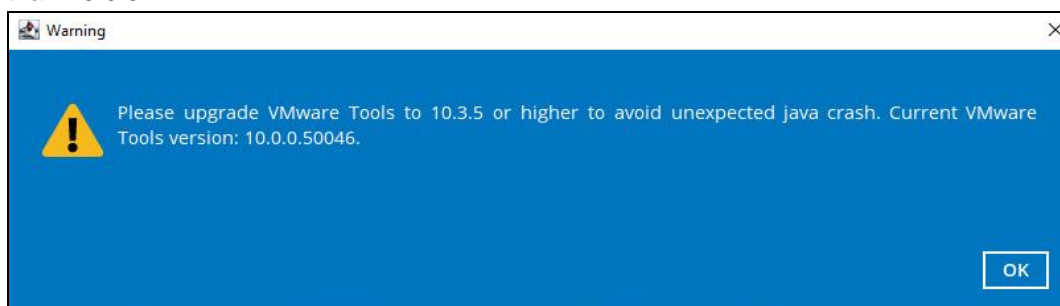 Warning
Please upgrade VMware Tools to 10.3.5 or higher to avoid unexpected java crash. Current VMware
Tools version: 10.0.0.50046.
OK